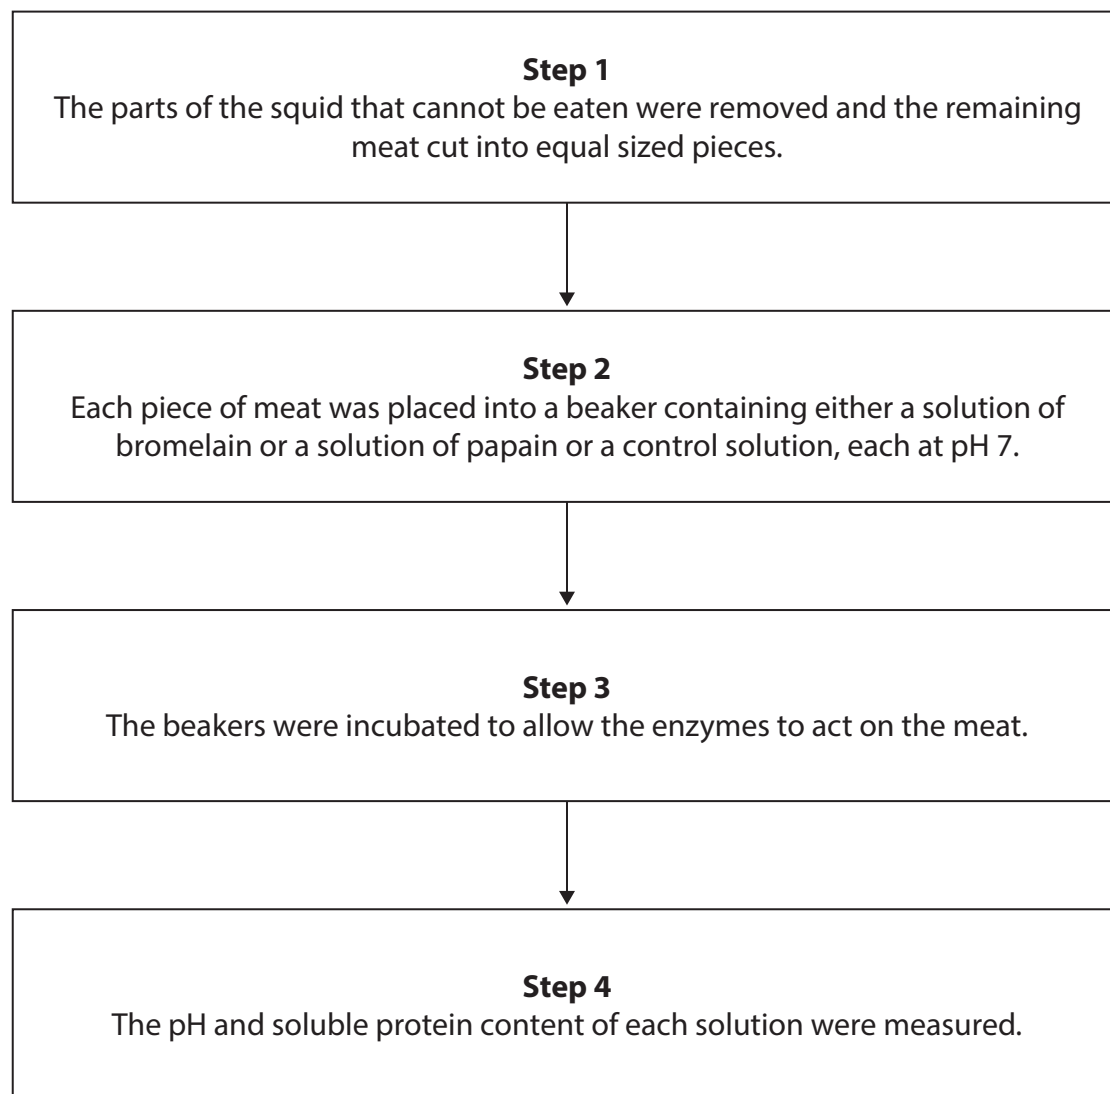 Step 1
The parts of the squid that cannot be eaten were removed and the remaining
meat cut into equal sized pieces.
Step 2
Each piece of meat was placed into a beaker containing either a solution of
bromelain or a solution of papain or a control solution, each at pH 7.
Step 3
The beakers were incubated to allow the enzymes to act on the meat.
Step 4
The pH and soluble protein content of each solution were measured.